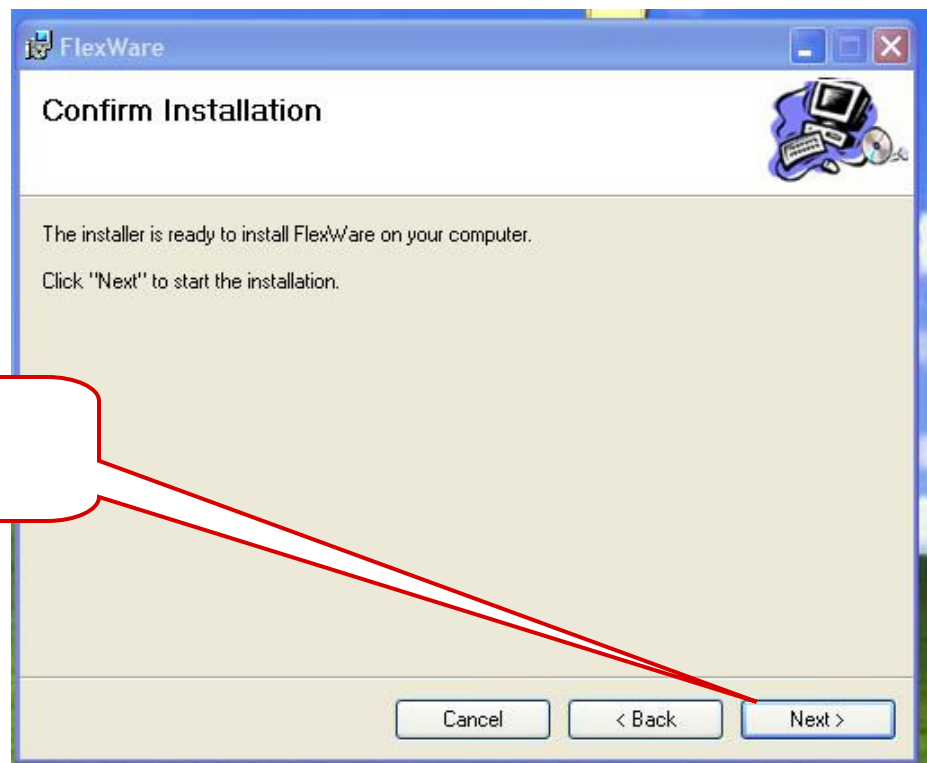 FlexWare
Confirm Installation
The installer is ready to install FlexWare on your computer.
Click "Next" to start the installation.
Cancel
< Back
Next >